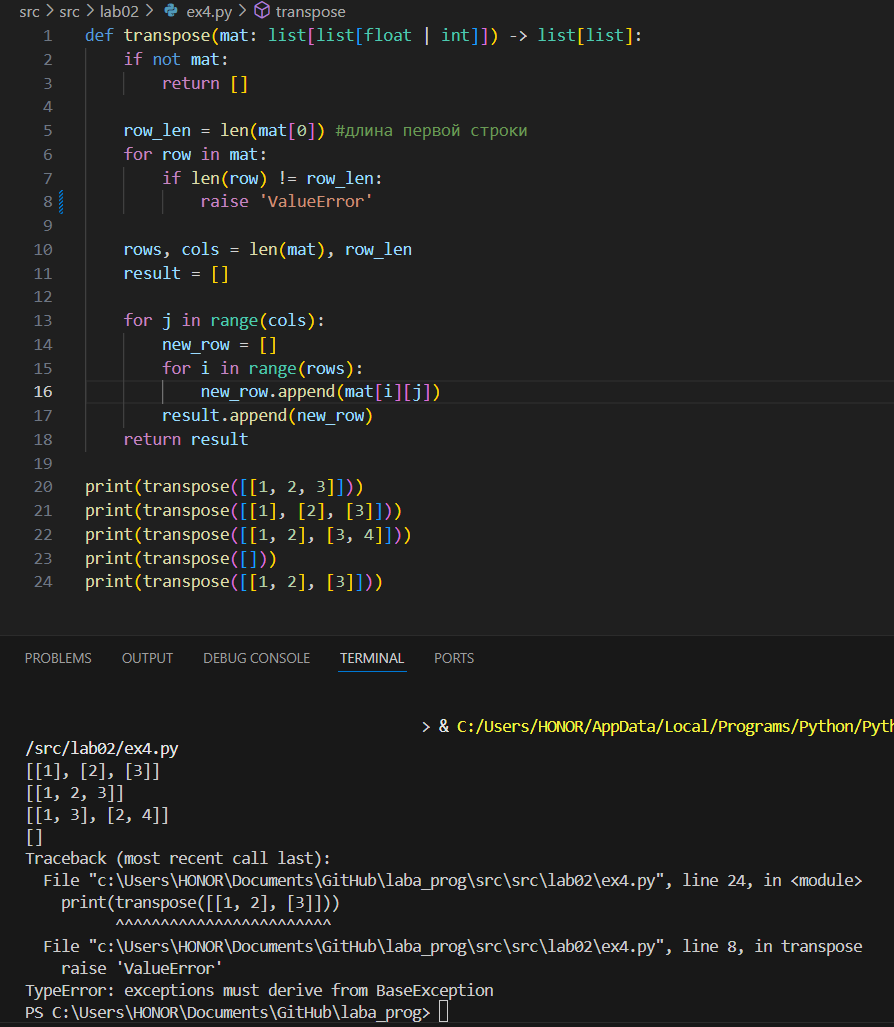 src > src > lab02 > ex4.py > transpose
1 def transpose(mat: list[list[float | int]]) -> list[list]:
2     if not mat:
3         return []
4
5     row_len = len(mat[0]) #длина первой строки
6     for row in mat:
7         if len(row) != row_len:
8             raise 'ValueError'
9
10     rows, cols = len(mat), row_len
11     result = []
12
13     for j in range(cols):
14         new_row = []
15         for i in range(rows):
16             new_row.append(mat[i][j])
17         result.append(new_row)
18     return result
19
20 print(transpose([[1, 2, 3]]))
21 print(transpose([[1], [2], [3]]))
22 print(transpose([[1, 2], [3, 4]]))
23 print(transpose([]))
24 print(transpose([[1, 2], [3]]))
PROBLEMS OUTPUT DEBUG CONSOLE TERMINAL PORTS
> & C:/Users/HONOR/AppData/Local/Programs/Python/Pyth
/src/lab02/ex4.py
[[1], [2], [3]]
[[1, 2, 3]]
[[1, 3], [2, 4]]
[]
Traceback (most recent call last):
  File "c:\Users\HONOR\Documents\GitHub\laba_prog\src\src\lab02\ex4.py", line 24, in <module>
    print(transpose([[1, 2], [3]]))
          ^^^^^^^^^^^^^^^^^^^^^^^^
  File "c:\Users\HONOR\Documents\GitHub\laba_prog\src\src\lab02\ex4.py", line 8, in transpose
    raise 'ValueError'
TypeError: exceptions must derive from BaseException
PS C:\Users\HONOR\Documents\GitHub\laba_prog>